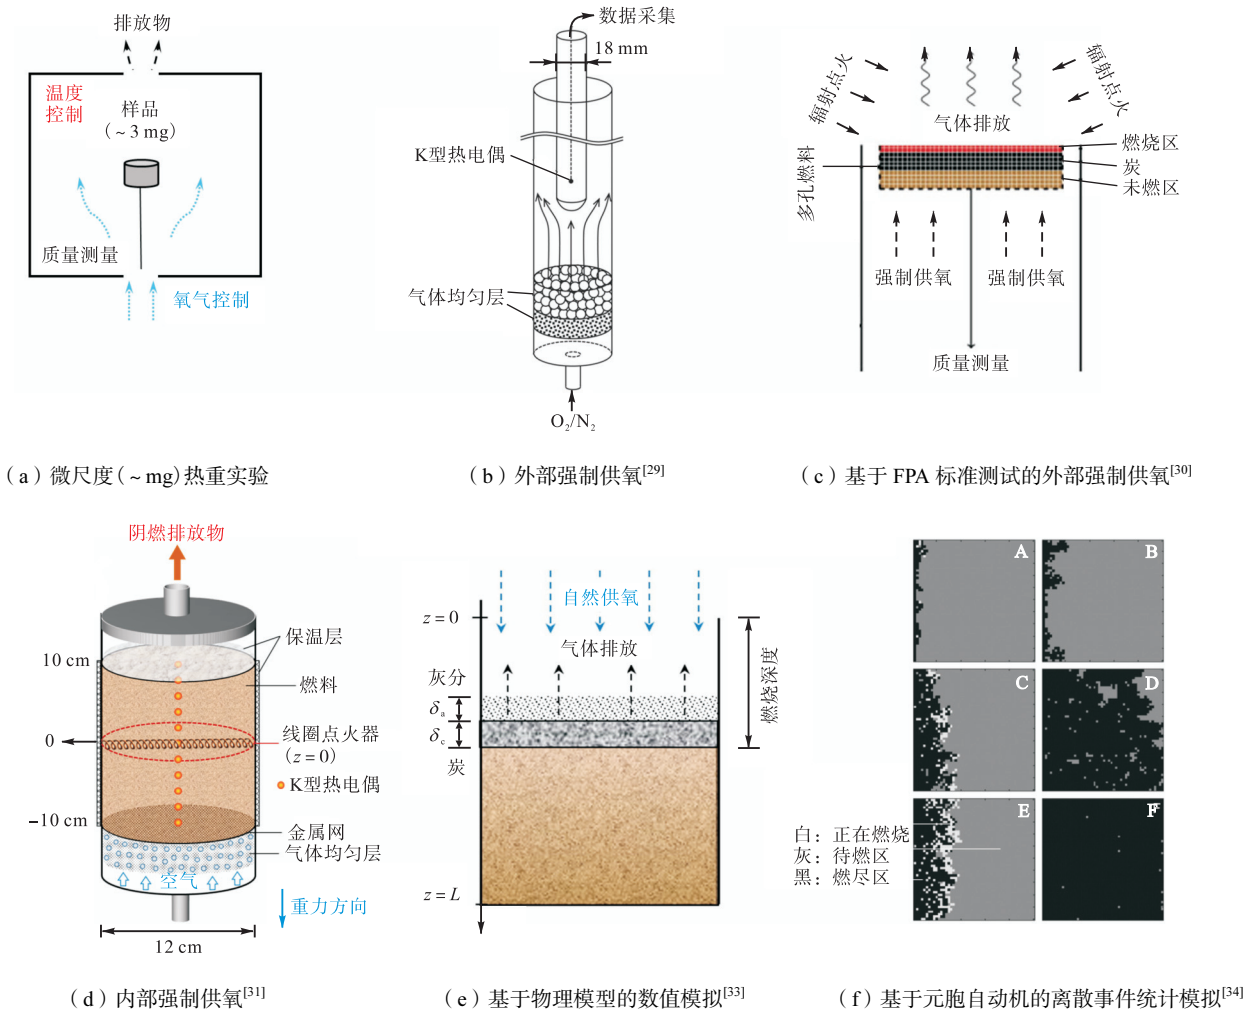 排放物
温度
控制
样品
(~3 mg)
质量测量
氧气控制
(a)微尺度(~mg)热重实验
数据采集
18 mm
K型热电偶
气体均匀层
O₂/N₂
(b)外部强制供氧[29]
辐射点火
辐射点火
气体排放
多孔燃料
燃烧区
炭
未燃区
强制供氧
强制供氧
质量测量
(c)基于 FPA 标准测试的外部强制供氧[30]
阴燃排放物
保温层
10 cm
燃料
线圈点火器
(z=0)
0
K型热电偶
−10 cm
金属网
气体均匀层
空气
重力方向
12 cm
(d)内部强制供氧[31]
自然供氧
z=0
气体排放
灰分
δa
δc
炭
燃烧深度
z=L
(e)基于物理模型的数值模拟[33]
A
B
C
D
E
F
白：正在燃烧
灰：待燃区
黑：燃尽区
(f)基于元胞自动机的离散事件统计模拟[34]